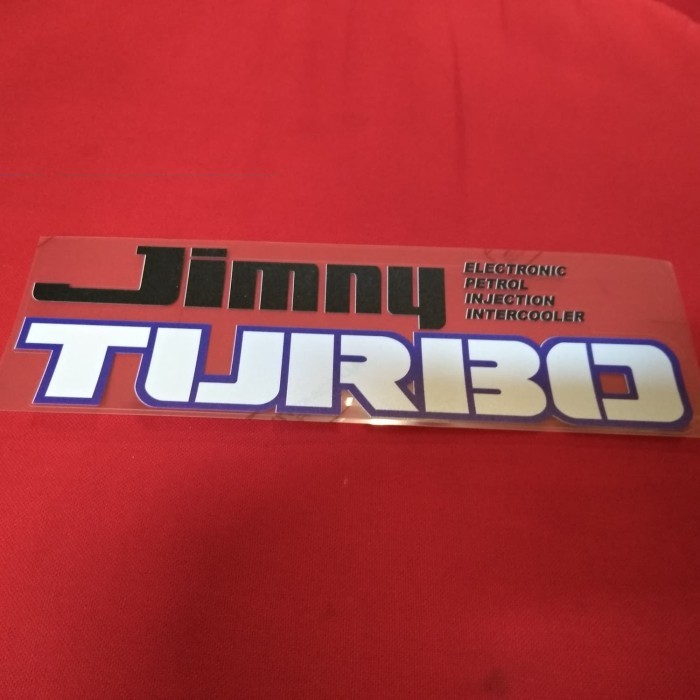 Jimny
ELECTRONIC
PETROL
INJECTION
INTERCOOLER
TURBO